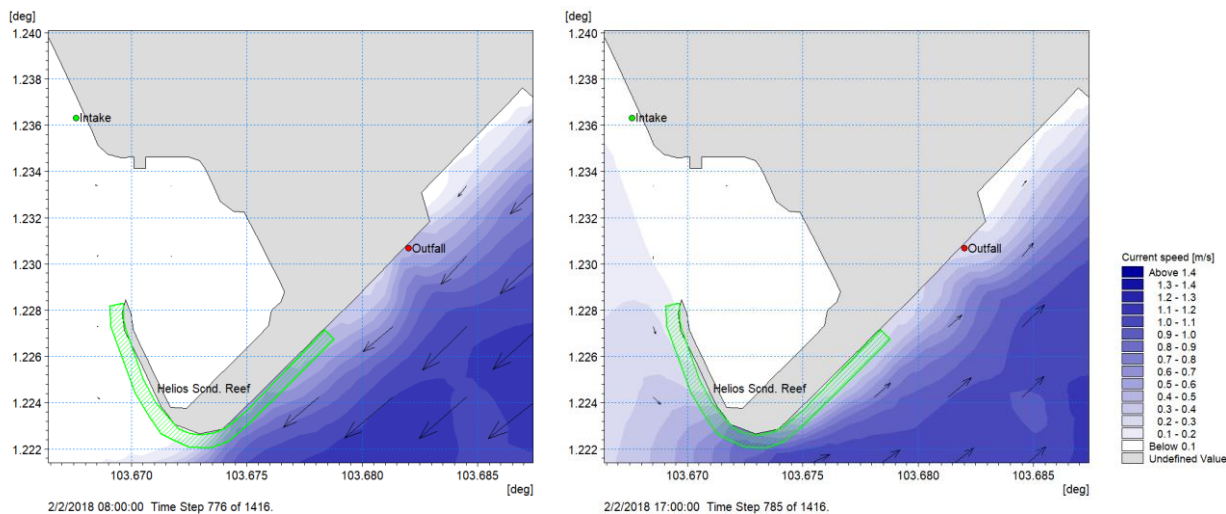 [deg]
1.240
1.238
1.236
1.234
1.232
1.230
1.228
1.226
1.224
1.222
Intake
Outfall
Helios Scnd. Reef
103.670
103.675
103.680
103.685
[deg]
2/2/2018 08:00:00 Time Step 776 of 1416.
[deg]
1.240
1.238
1.236
1.234
1.232
1.230
1.228
1.226
1.224
1.222
Intake
Outfall
Helios Scnd. Reef
103.670
103.675
103.680
103.685
[deg]
2/2/2018 17:00:00 Time Step 785 of 1416.
Current speed [m/s]
Above 1.4
1.3 - 1.4
1.2 - 1.3
1.1 - 1.2
1.0 - 1.1
0.9 - 1.0
0.8 - 0.9
0.7 - 0.8
0.6 - 0.7
0.5 - 0.6
0.4 - 0.5
0.3 - 0.4
0.2 - 0.3
0.1 - 0.2
Below 0.1
Undefined Value